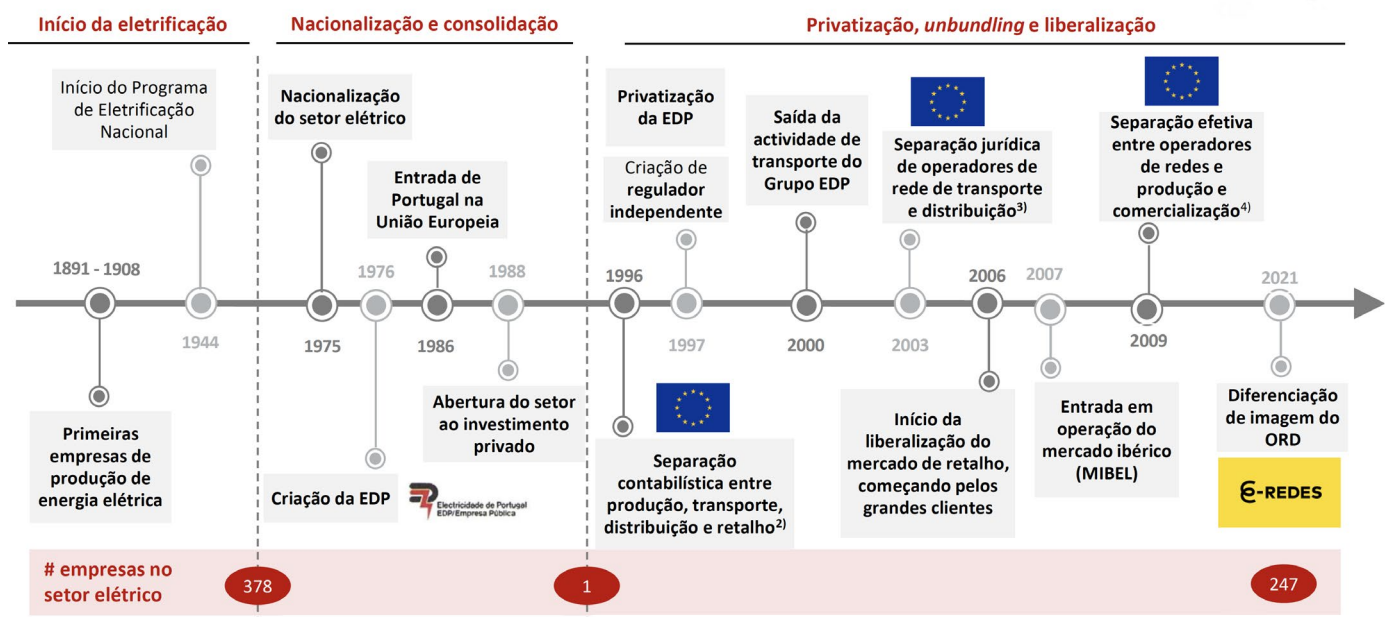 Início da eletrificação
Nacionalização e consolidação
Privatização, unbundling e liberalização
Início do Programa
de Eletrificação
Nacional
1891 - 1908
1944
Primeiras
empresas de
produção de
energia elétrica
Nacionalização
do setor elétrico
1975
1976
Criação da EDP
Electricidade de Portugal
EDP/Empresa Pública
Entrada de
Portugal na
União Europeia
1986
1988
Abertura do setor
ao investimento
privado
Privatização
da EDP
1996
Separação
contabilística entre
produção, transporte,
distribuição e retalho2)
Criação de
regulador
independente
1997
Saída da
actividade de
transporte do
Grupo EDP
2000
Separação jurídica
de operadores de
rede de transporte
e distribuição3)
2003
2006
Início da
liberalização do
mercado de retalho,
começando pelos
grandes clientes
2007
Entrada em
operação do
mercado ibérico
(MIBEL)
Separação efetiva
entre operadores
de redes e
produção e
comercialização4)
2009
2021
Diferenciação
de imagem do
ORD
E-REDES
# empresas no
setor elétrico
378
1
247